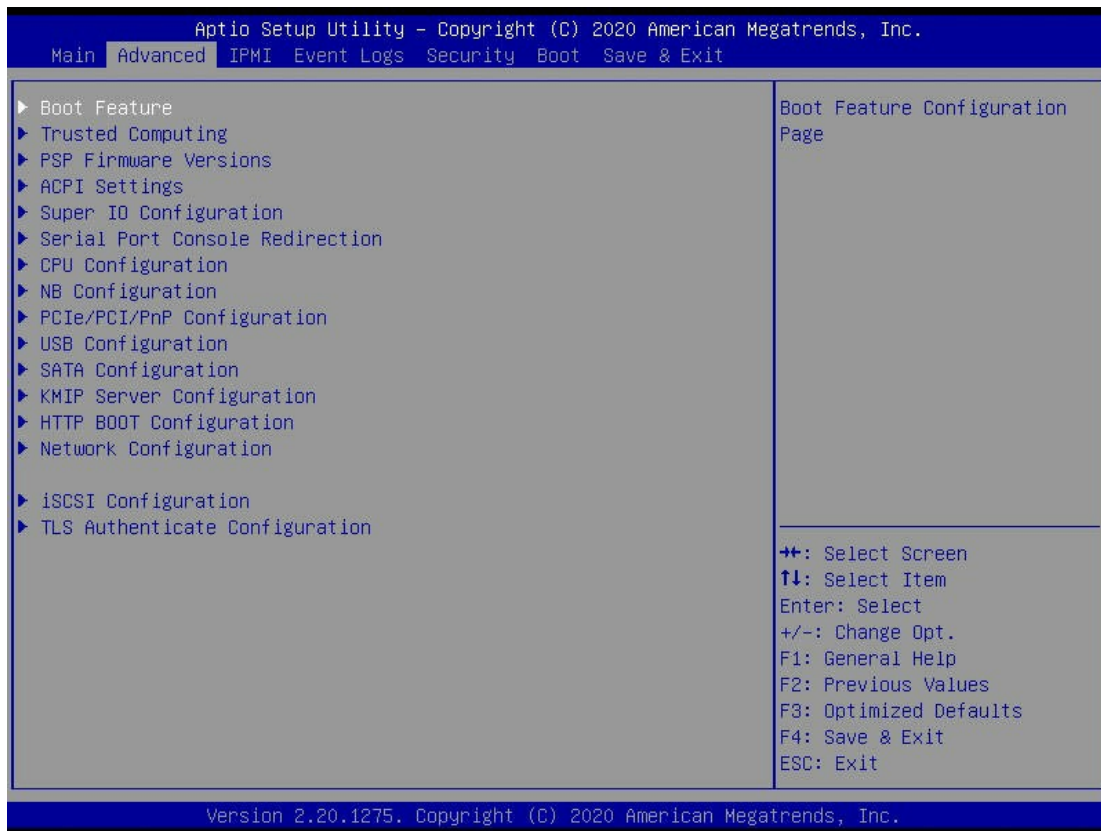 Aptio Setup Utility – Copyright (C) 2020 American Megatrends, Inc.
Main Advanced IPMI Event Logs Security Boot Save & Exit
Boot Feature
Trusted Computing
PSP Firmware Versions
ACPI Settings
Super IO Configuration
Serial Port Console Redirection
CPU Configuration
NB Configuration
PCIe/PCI/PnP Configuration
USB Configuration
SATA Configuration
KMIP Server Configuration
HTTP BOOT Configuration
Network Configuration
iSCSI Configuration
TLS Authenticate Configuration
Boot Feature Configuration
Page
→←: Select Screen
↑↓: Select Item
Enter: Select
+/-: Change Opt.
F1: General Help
F2: Previous Values
F3: Optimized Defaults
F4: Save & Exit
ESC: Exit
Version 2.20.1275. Copyright (C) 2020 American Megatrends, Inc.